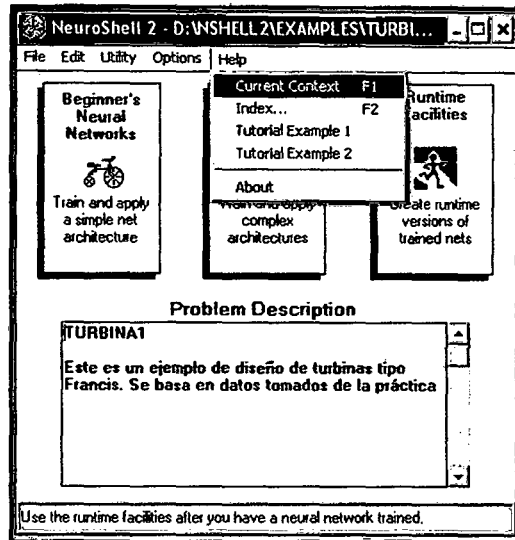 NeuroShell 2 - D:\NSHELL2\EXAMPLES\TURBI...
File Edit Utility Options Help
Current Context F1
Index... F2
Tutorial Example 1
Tutorial Example 2
About
Beginner's
Neural
Networks
Train and apply
a simple net
architecture
complex
architectures
Runtime
Create runtime
versions of
trained nets
Problem Description
TURBINA1
Este es un ejemplo de diseño de turbinas tipo
Francis. Se basa en datos tomados de la práctica
Use the runtime facilities after you have a neural network trained.